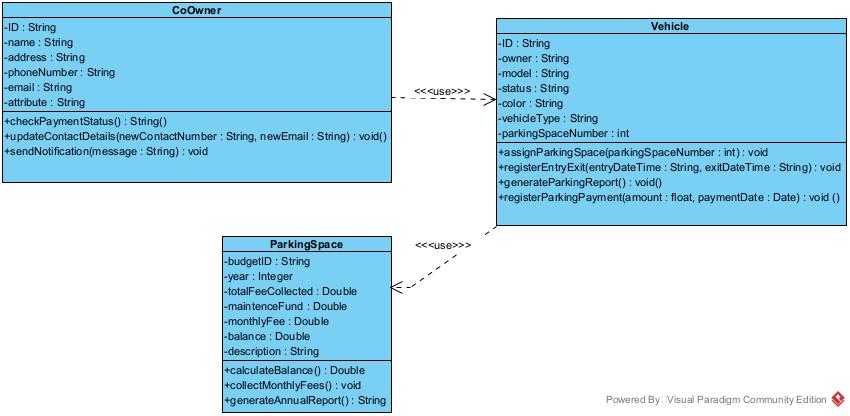 CoOwner
-ID : String
-name : String
-address : String
-phoneNumber : String
-email : String
-attribute : String
+checkPaymentStatus() : String()
+updateContactDetails(newContactNumber : String, newEmail : String) : void()
+sendNotification(message : String) : void
<<<use>>>
Vehicle
-ID : String
-owner : String
-model : String
-status : String
-color : String
-vehicleType : String
-parkingSpaceNumber : int
+assignParkingSpace(parkingSpaceNumber : int) : void
+registerEntryExit(entryDateTime : String, exitDateTime : String) : void
+generateParkingReport() : void()
+registerParkingPayment(amount : float, paymentDate : Date) : void ()
<<<use>>>
ParkingSpace
-budgetID : String
-year : Integer
-totalFeeCollected : Double
-maintenceFund : Double
-monthlyFee : Double
-balance : Double
-description : String
+calculateBalance() : Double
+collectMonthlyFees() : void
+generateAnnualReport() : String
Powered By Visual Paradigm Community Edition